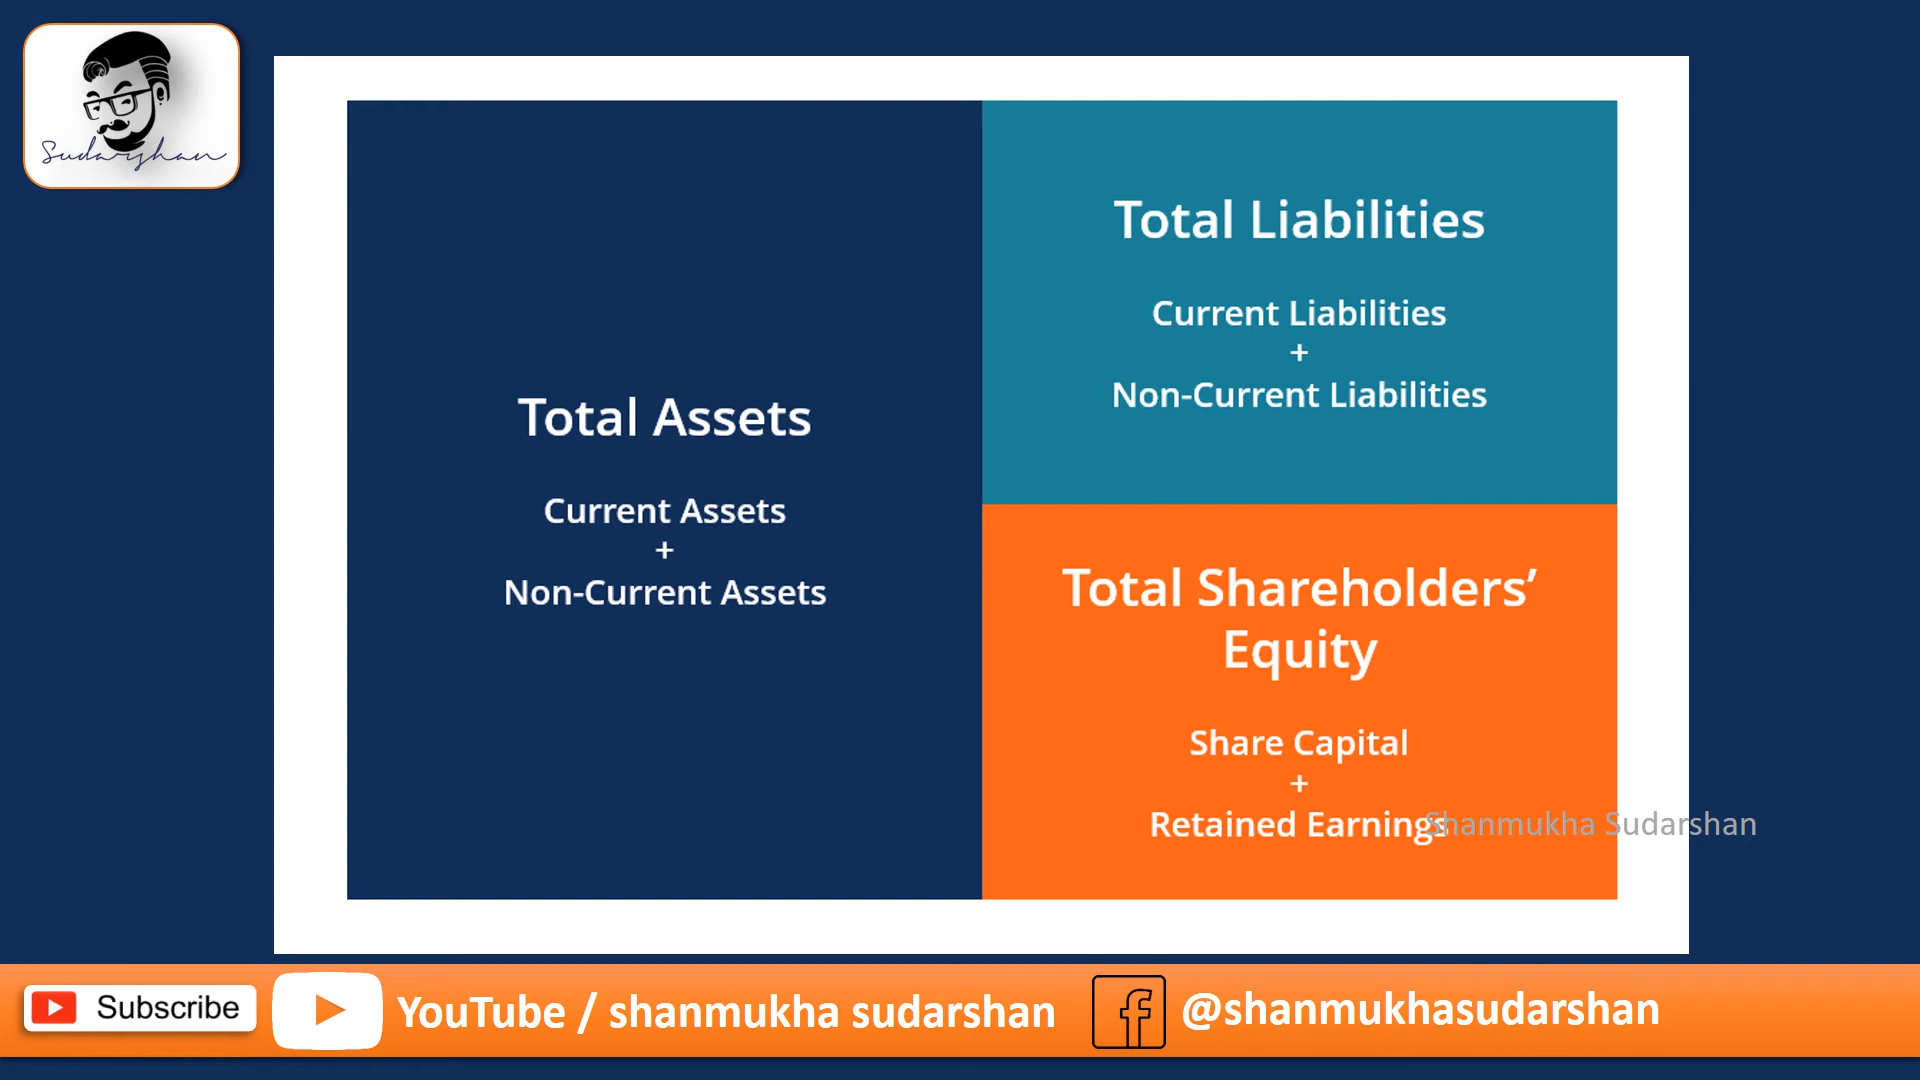 Sudarshan
Total Assets
Current Assets
+
Non-Current Assets
Total Liabilities
Current Liabilities
+
Non-Current Liabilities
Total Shareholders’
Equity
Share Capital
+
Retained Earnings
Shanmukha Sudarshan
Subscribe
YouTube / shanmukha sudarshan
@shanmukhasudarshan